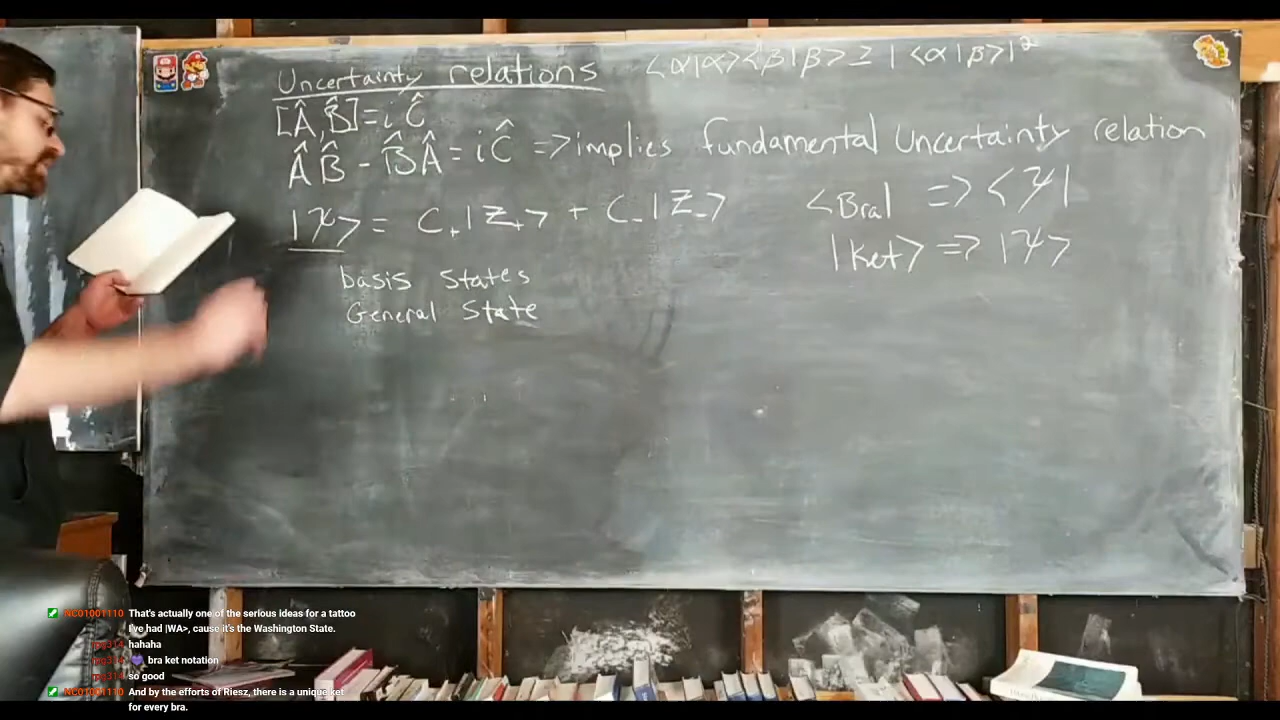 Uncertainty relations
<α|α><β|β> ≥ |<α|β>|²
[Â,B̂]=iĈ
ÂB̂ - B̂Â = iĈ => implies fundamental Uncertainty relation
|ψ> = C₊|Z₊> + C₋|Z₋>
<Bra| => <ψ|
|Ket> => |ψ>
basis states
General State
NC01001110 That's actually one of the serious ideas for a tattoo
I've had |WA>, cause it's the Washington State.
hahaha
💜 bra ket notation
so good
NC01001110 And by the efforts of Riesz, there is a unique ket
for every bra.